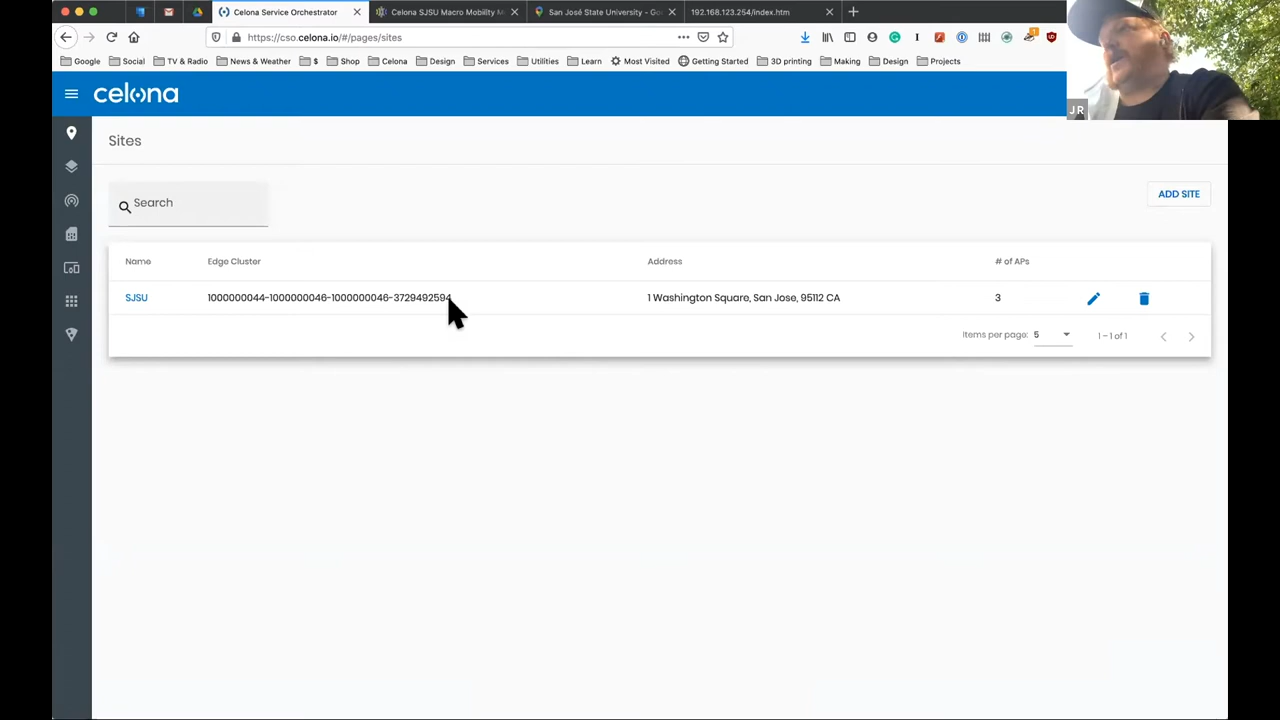 Celona Service Orchestrator
Celona SJSU Macro Mobility M
San José State University - Go
192.168.123.254/index.htm
https://cso.celona.io/#/pages/sites
Google
Social
TV & Radio
News & Weather
$
Shop
Celona
Design
Services
Utilities
Learn
Most Visited
Getting Started
3D printing
Making
Design
Projects
JR
celona
Sites
Search
ADD SITE
Name Edge Cluster Address # of APs
SJSU 1000000044-1000000046-1000000046-3729492594 1 Washington Square, San Jose, 95112 CA 3
Items per page: 5 1 – 1 of 1